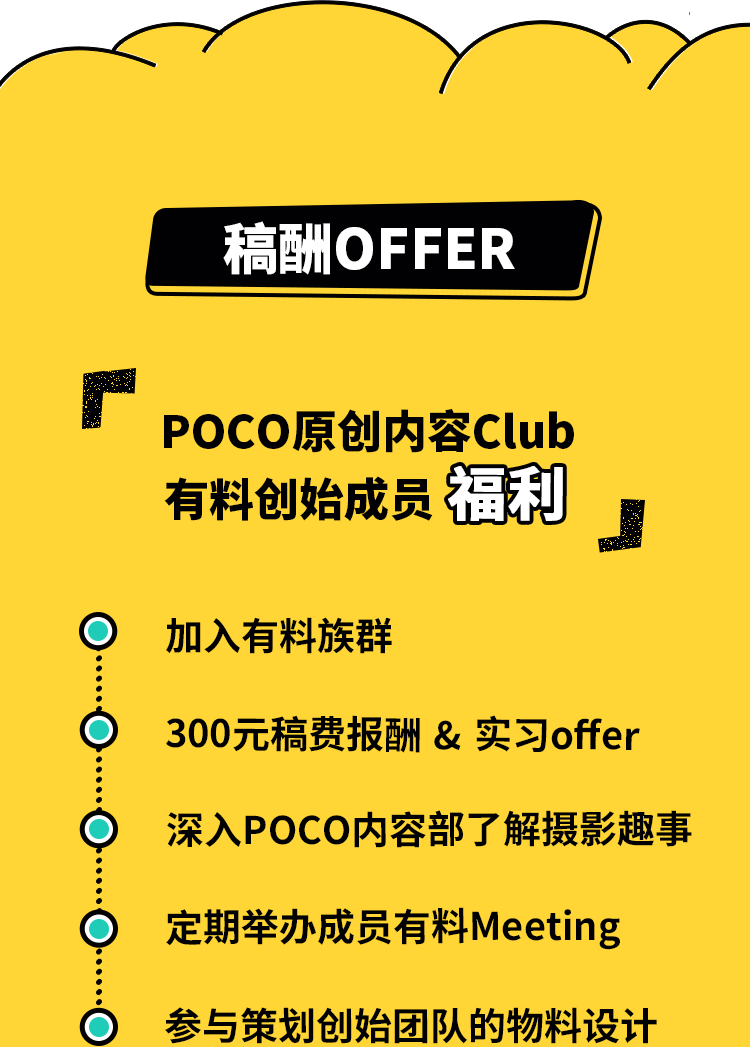 稿酬OFFER
POCO原创内容Club
有料创始成员 福利
加入有料族群
300元稿费报酬 & 实习offer
深入POCO内容部了解摄影趣事
定期举办成员有料Meeting
参与策划创始团队的物料设计